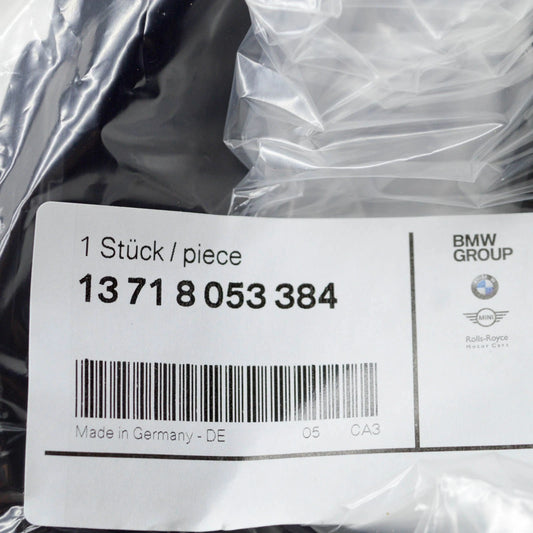 1 Stück / piece
13 71 8 053 384
Made in Germany - DE 05 CA3
BMW
GROUP
MINI
Rolls-Royce
Motor Cars